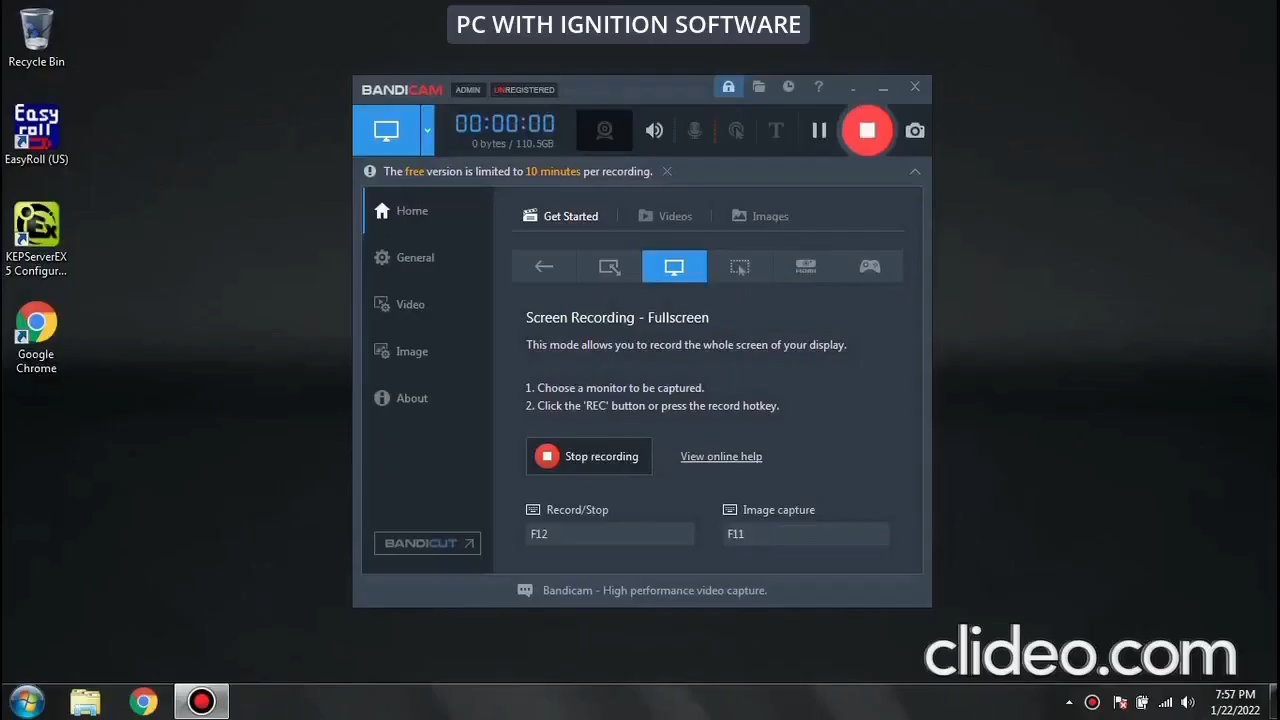 PC WITH IGNITION SOFTWARE
Recycle Bin
Easy
roll
EasyRoll (US)
Ex
KEPServerEX
5 Configur...
Google
Chrome
BANDICAM ADMIN UNREGISTERED ?
00:00:00
0 bytes / 110.5GB
T
The free version is limited to 10 minutes per recording.
Home
General
Video
Image
About
BANDICUT
Get Started Videos Images
HDMI
Screen Recording - Fullscreen
This mode allows you to record the whole screen of your display.
1. Choose a monitor to be captured.
2. Click the 'REC' button or press the record hotkey.
Stop recording View online help
Record/Stop Image capture
F12 F11
Bandicam - High performance video capture.
clideo.com
7:57 PM
1/22/2022